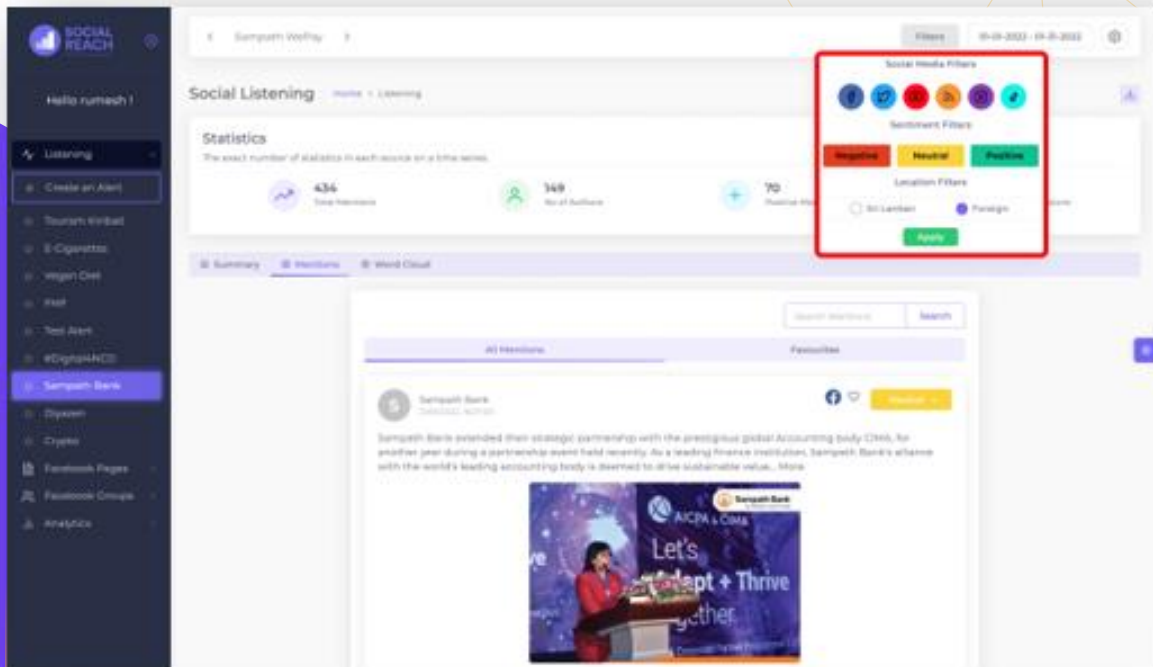 SOCIAL
REACH
Sampath WePay
Filters
Hello rumesh !
Social Media Filters
Social Listening
Home
Listening
Sentiment Filters
Statistics
The exact number of statistics in each source on a time series.
Negative
Neutral
Positive
Listening
Location Filters
Create an Alert
434
Total Mentions
149
No of Authors
70
Sri Lankan
Foreign
Tourism Kiribati
E-Cigarettes
Apply
Vegan Diet
Summary
Mentions
Word Cloud
Test Alert
Search Mentions
Search
All Mentions
Favourites
Sampath Bank
S
Sampath Bank
Neutral
Diyazen
Crypto
Sampath Bank extended their strategic partnership with the prestigious global Accounting body CIMA, for
another year during a partnership event held recently. As a leading finance institution, Sampath Bank's alliance
with the world's leading accounting body is deemed to drive sustainable value... More
Facebook Pages
Facebook Groups
Analytics
Sampath Bank
AICPA & CIMA
Let's
Adapt + Thrive